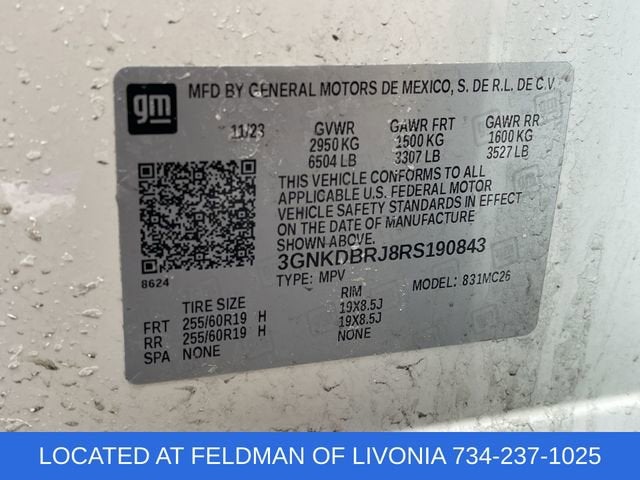 gm
MFD BY GENERAL MOTORS DE MEXICO, S. DE R.L. DE C.V.
11/23 GVWR GAWR FRT GAWR RR
2950 KG 1500 KG 1600 KG
6504 LB 3307 LB 3527 LB
THIS VEHICLE CONFORMS TO ALL
APPLICABLE U.S. FEDERAL MOTOR
VEHICLE SAFETY STANDARDS IN EFFECT
ON THE DATE OF MANUFACTURE
SHOWN ABOVE.
3GNKDBRJ8RS190843
8624 TYPE: MPV MODEL: 831MC26
TIRE SIZE RIM
FRT 255/60R19 H 19X8.5J
RR 255/60R19 H 19X8.5J
SPA NONE NONE
LOCATED AT FELDMAN OF LIVONIA 734-237-1025